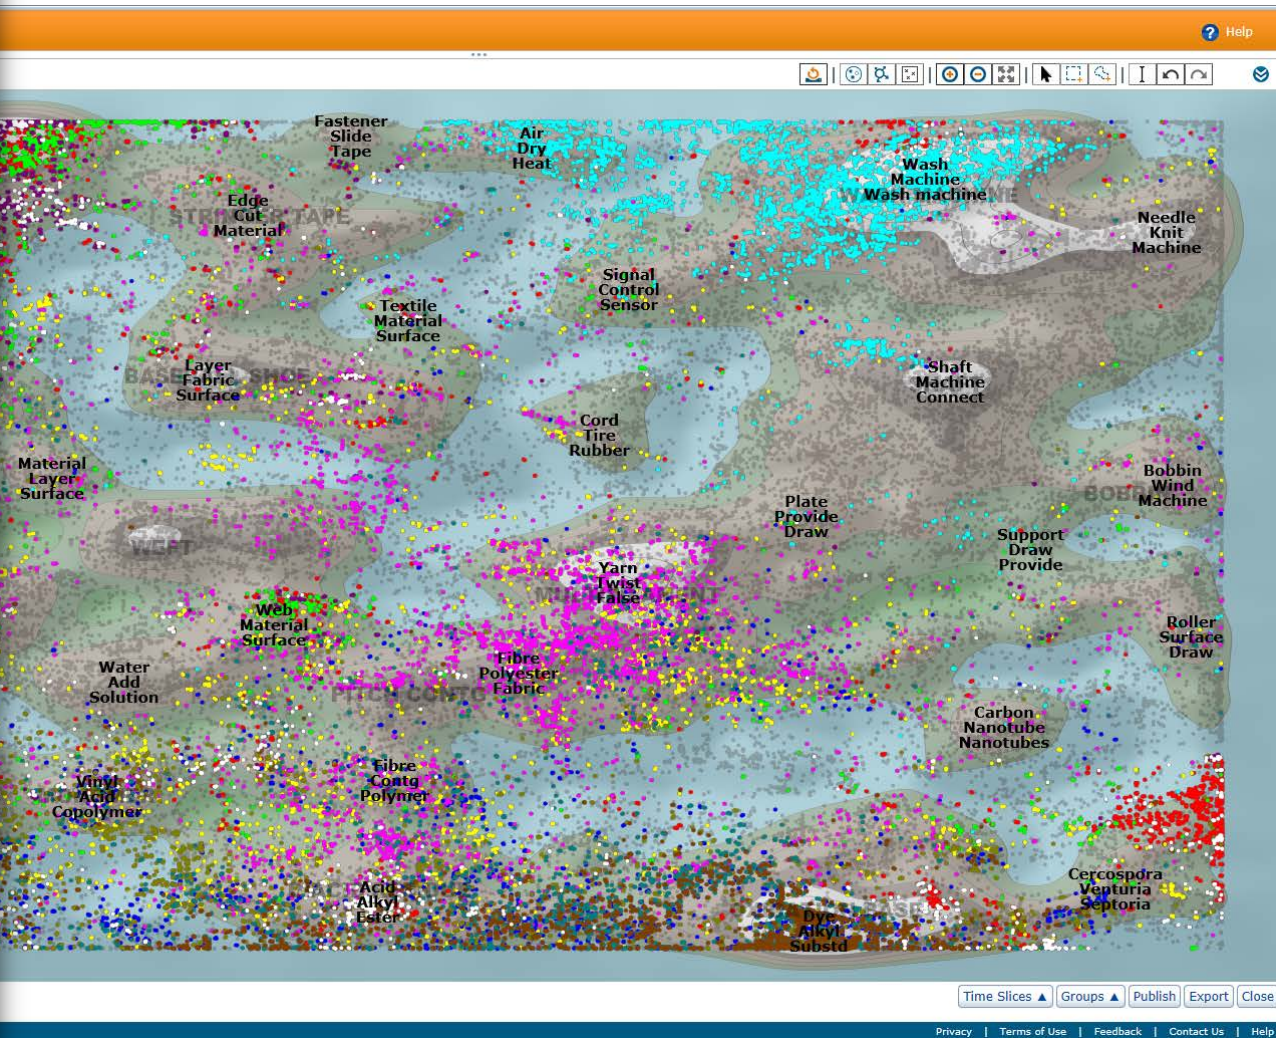 Help
Fastener
Slide
Tape
Air
Dry
Heat
Wash
Machine
Wash machine
Edge
Cut
Material
Needle
Knit
Machine
Signal
Control
Sensor
Textile
Material
Surface
Layer
Fabric
Surface
Shaft
Machine
Connect
Cord
Tire
Rubber
Material
Layer
Surface
Bobbin
Wind
Machine
Plate
Provide
Draw
Support
Draw
Provide
WEFT
Yarn
Twist
False
Web
Material
Surface
Roller
Surface
Draw
Fibre
Polyester
Fabric
Water
Add
Solution
Carbon
Nanotube
Nanotubes
Fibre
Contg
Polymer
Vinyl
Acid
Copolymer
Acid
Alkyl
Ester
Cercospora
Venturia
Septoria
Dye
Alkyl
Substd
Time Slices ▲ Groups ▲ Publish Export Close
Privacy | Terms of Use | Feedback | Contact Us | Help